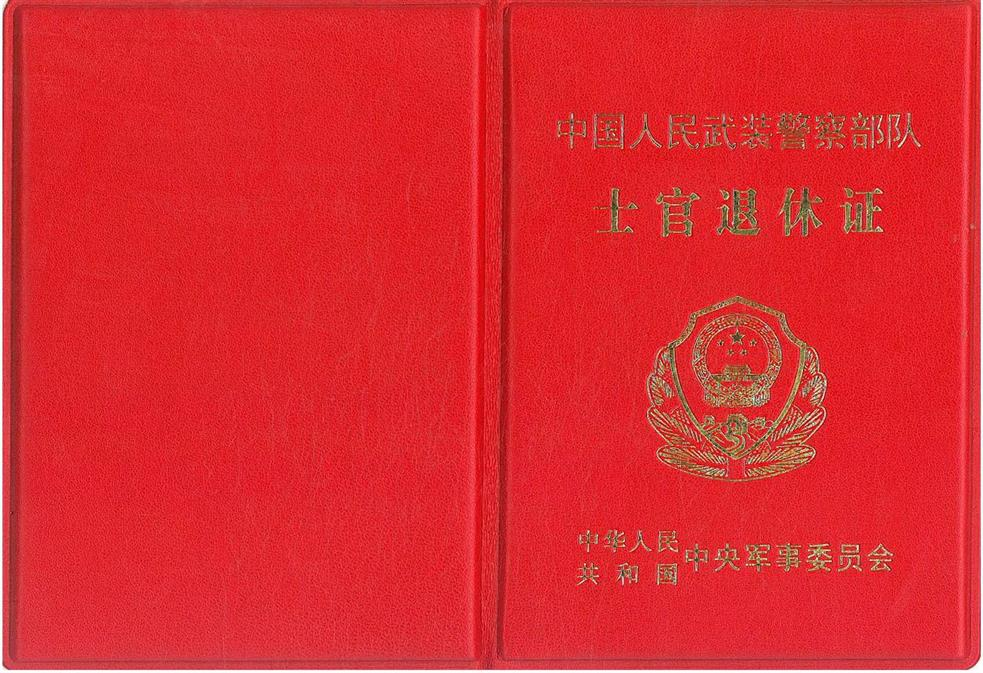 中国人民武装警察部队
士官退休证
中华人民
共和国
中央军事委员会